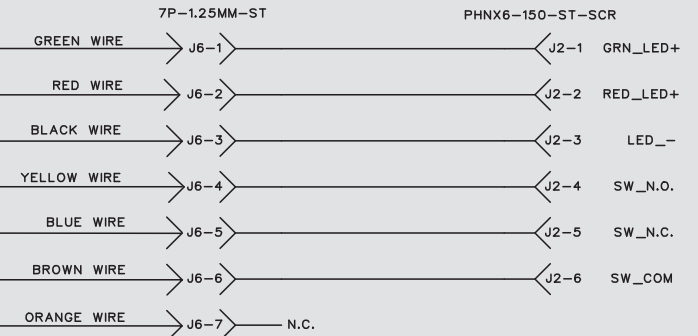 7P-1.25MM-ST PHNX6-150-ST-SCR
GREEN WIRE J6-1 J2-1 GRN_LED+
RED WIRE J6-2 J2-2 RED_LED+
BLACK WIRE J6-3 J2-3 LED_-
YELLOW WIRE J6-4 J2-4 SW_N.O.
BLUE WIRE J6-5 J2-5 SW_N.C.
BROWN WIRE J6-6 J2-6 SW_COM
ORANGE WIRE J6-7 N.C.